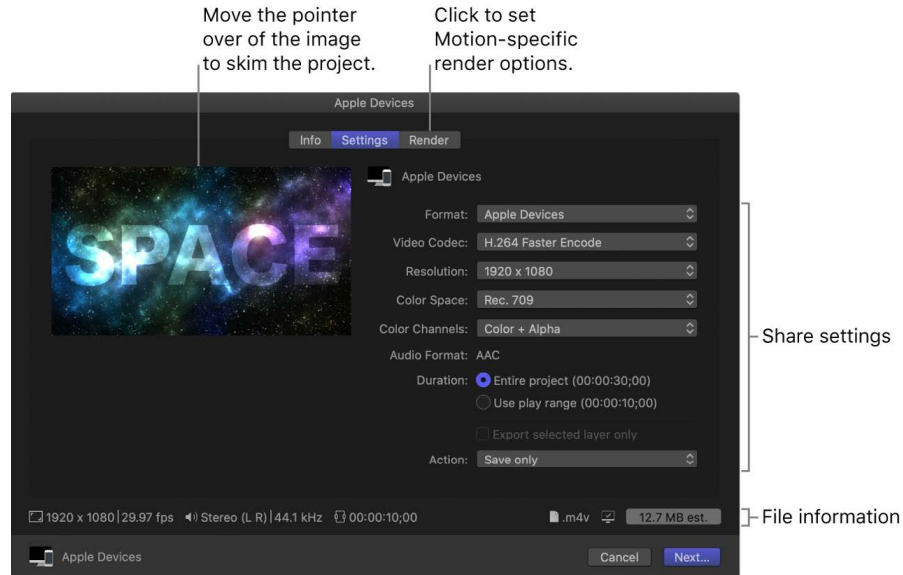 Move the pointer
over of the image
to skim the project.
Click to set
Motion-specific
render options.
Apple Devices
Info Settings Render
SPACE
Apple Devices
Format: Apple Devices
Video Codec: H.264 Faster Encode
Resolution: 1920 x 1080
Color Space: Rec. 709
Color Channels: Color + Alpha
Audio Format: AAC
Duration: Entire project (00:00:30;00)
Use play range (00:00:10;00)
Export selected layer only
Action: Save only
Share settings
1920 x 1080 | 29.97 fps Stereo (L R) | 44.1 kHz 00:00:10;00 .m4v 12.7 MB est.
File information
Apple Devices Cancel Next...